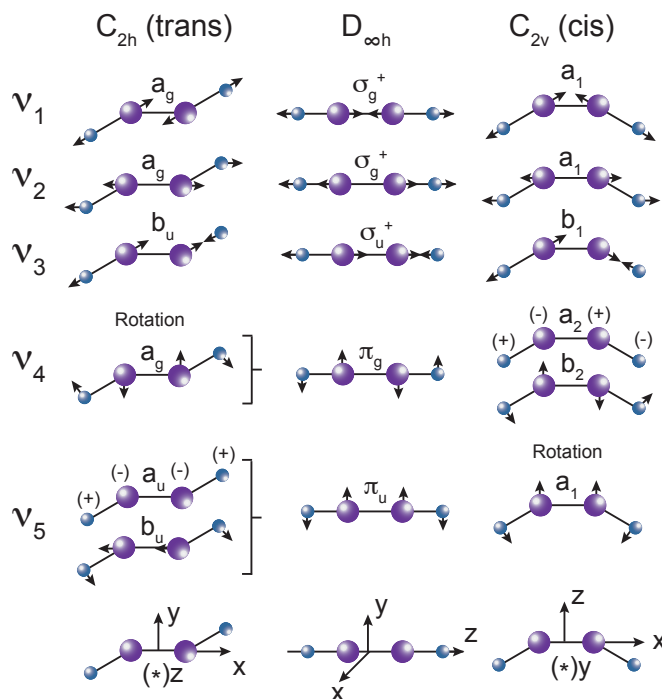 C2h (trans) D∞h C2v (cis)
ν1 ag σg+ a1
ν2 ag σg+ a1
ν3 bu σu+ b1
Rotation
ν4 ag πg (+) (-) a2 (+) (-)
b2
Rotation
ν5 (+) (-) au (-) (+) πu a1
bu
y y z
(*)z x x z (*)y x